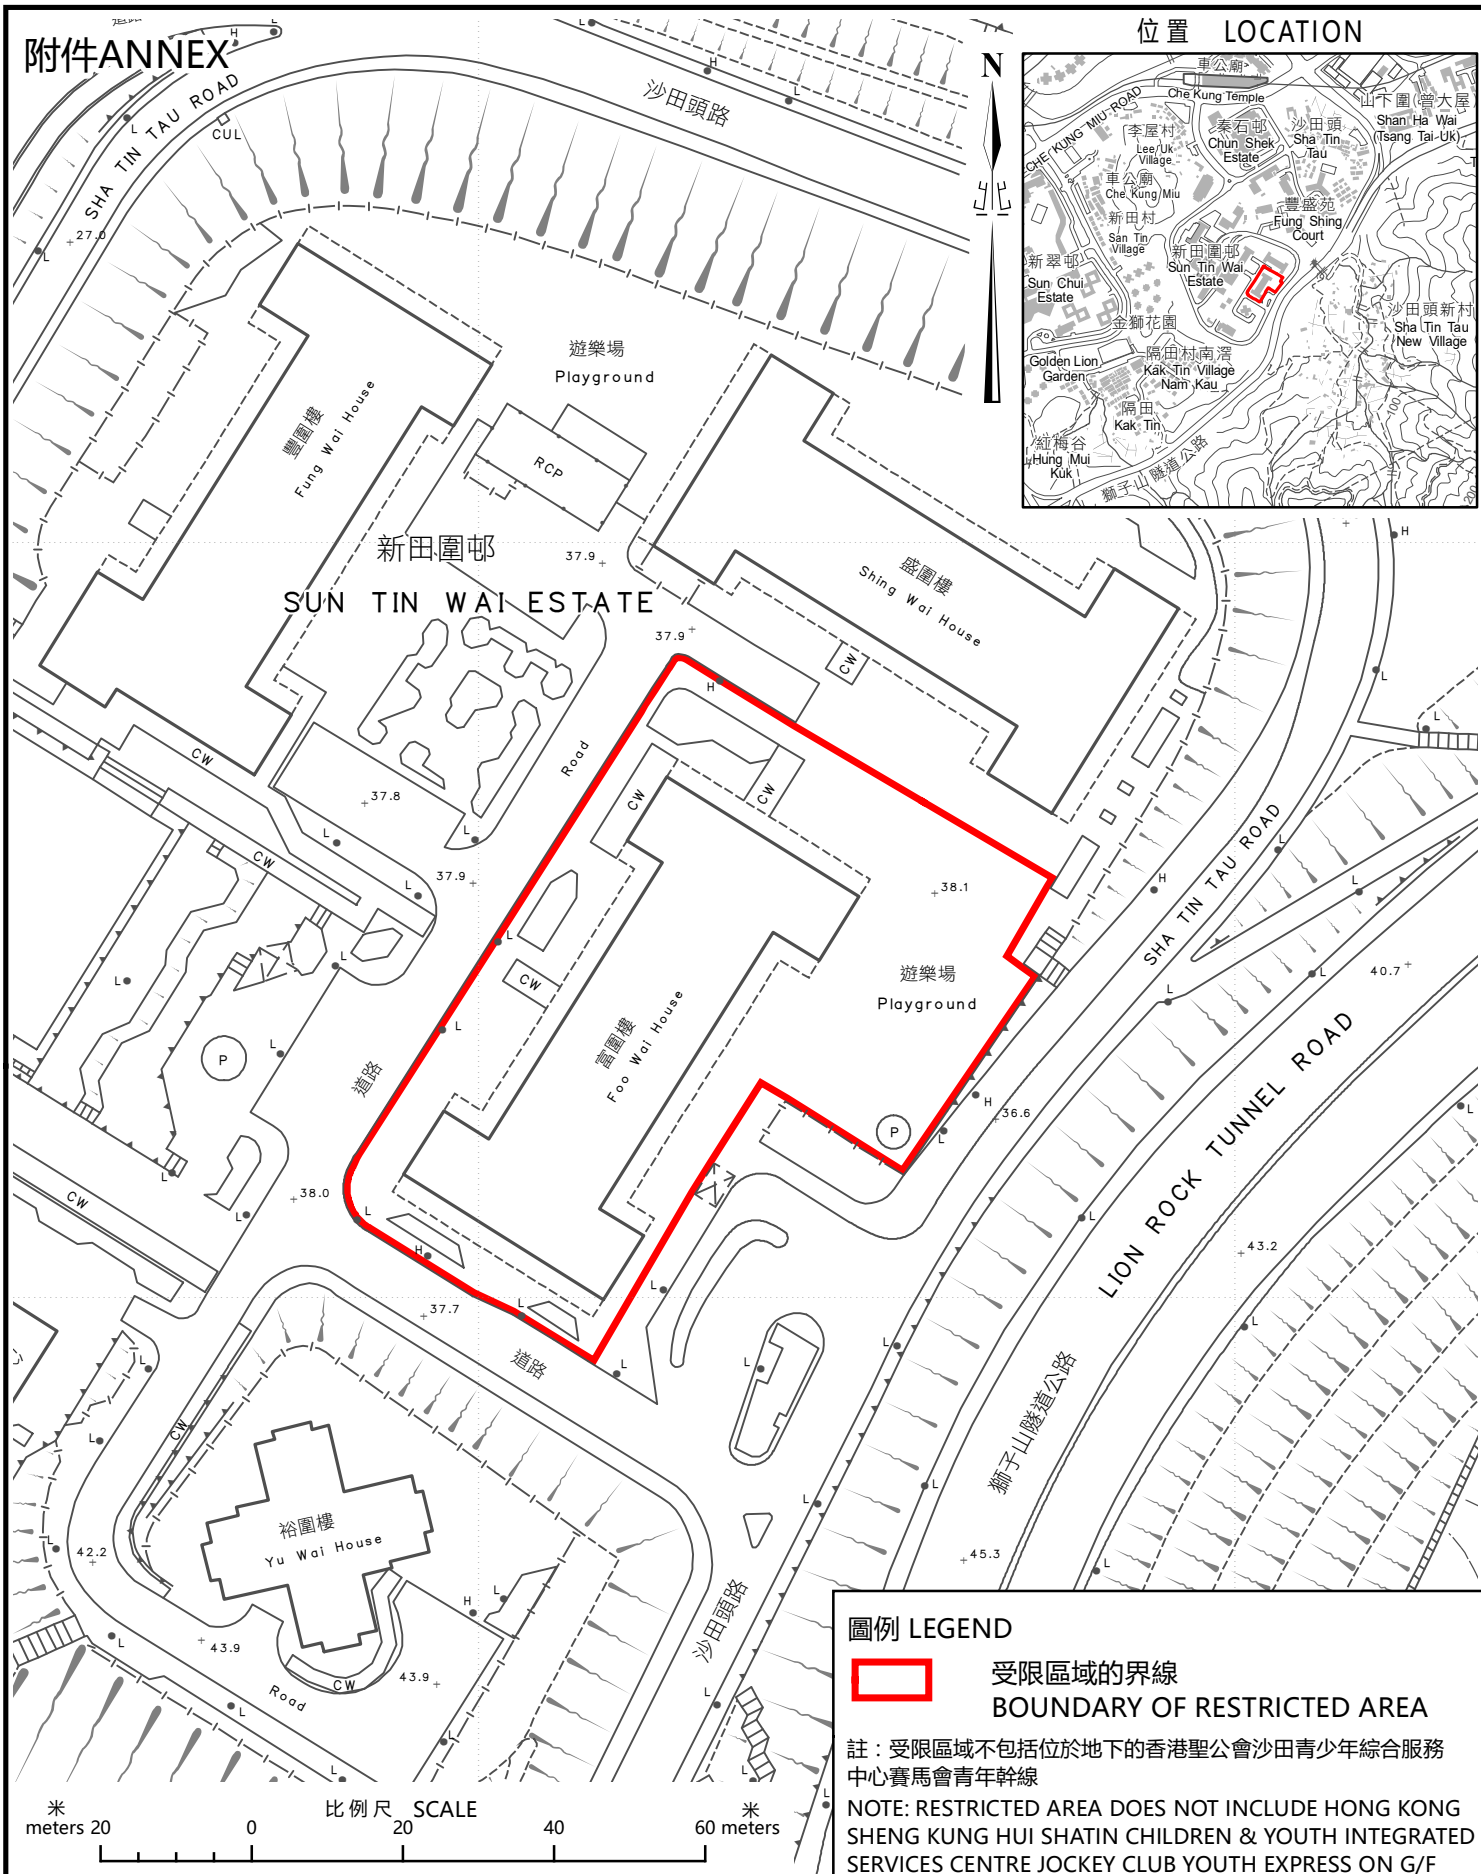 附件ANNEX
位置 LOCATION
N
SHA TIN TAU ROAD
沙田頭路
CUL
27.0
車公廟
Che Kung Temple
CHE KUNG MIU ROAD
山下圍(曾大屋)
Shan Ha Wai
(Tsang Tai Uk)
李屋村
Lee Uk
Village
秦石邨
Chun Shek
Estate
沙田頭
Sha Tin
Tau
車公廟
Che Kung Miu
新田村
San Tin
Village
豐盛苑
Fung Shing
Court
新翠邨
Sun Chui
Estate
新田圍邨
Sun Tin Wai
Estate
沙田頭新村
Sha Tin Tau
New Village
金獅花園
Golden Lion
Garden
隔田村南滘
Kak Tin Village
Nam Kau
隔田
Kak Tin
紅梅谷
Hung Mui
Kuk
獅子山隧道公路
100
200
遊樂場
Playground
豐圍樓
Fung Wai House
RCP
新田圍邨
SUN TIN WAI ESTATE
37.9
盛圍樓
Shing Wai House
37.9
CW
H
Road
CW
CW
CW
37.8
CW
37.9
38.1
遊樂場
Playground
SHA TIN TAU ROAD
40.7
CW
富圍樓
Foo Wai House
道路
P
P
36.6
LION ROCK TUNNEL ROAD
43.2
38.0
CW
37.7
道路
獅子山隧道公路
CW
裕圍樓
Yu Wai House
42.2
43.9
CW
43.9
Road
沙田頭路
45.3
圖例 LEGEND
受限區域的界線
BOUNDARY OF RESTRICTED AREA
註：受限區域不包括位於地下的香港聖公會沙田青少年綜合服務
中心賽馬會青年幹線
NOTE: RESTRICTED AREA DOES NOT INCLUDE HONG KONG
SHENG KUNG HUI SHATIN CHILDREN & YOUTH INTEGRATED
SERVICES CENTRE JOCKEY CLUB YOUTH EXPRESS ON G/F
米 比例尺 SCALE 米
meters 20 0 20 40 60 meters